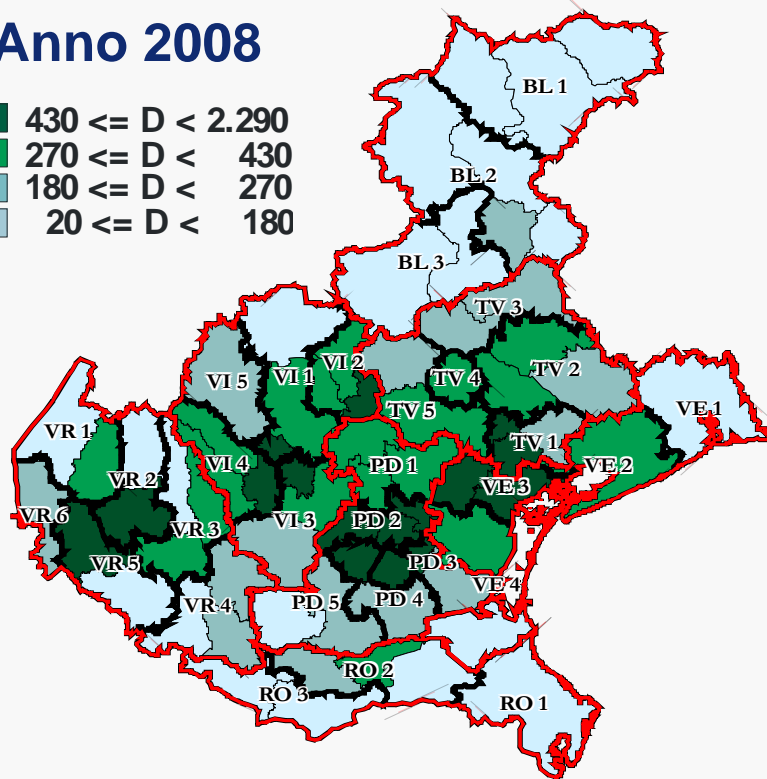 Anno 2008
430 <= D < 2.290
270 <= D < 430
180 <= D < 270
20 <= D < 180
BL 1
BL 2
BL 3
TV 3
VI 2
VI 1
VI 5
TV 4
TV 2
TV 5
VE 1
VR 1
TV 1
VI 4
PD 1
VE 2
VR 2
VE 3
VR 6
VR 3
VI 3
PD 2
VR 5
PD 3
VE 4
VR 4
PD 5
PD 4
RO 2
RO 3
RO 1